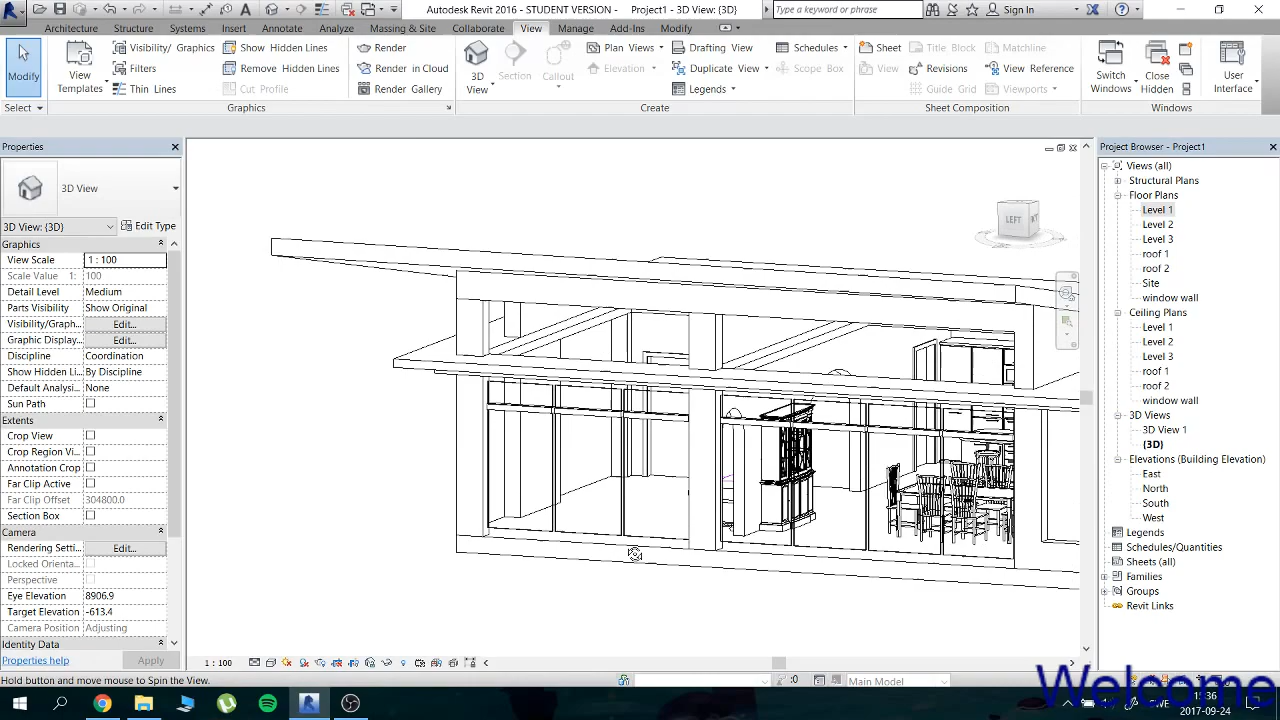 Autodesk Revit 2016 - STUDENT VERSION - Project1 - 3D View: {3D}
Type a keyword or phrase
Sign In
Architecture Structure Systems Insert Annotate Analyze Massing & Site Collaborate View Manage Add-Ins Modify
Modify
View Templates
Visibility/ Graphics
Filters
Thin Lines
Show Hidden Lines
Remove Hidden Lines
Cut Profile
Render
Render in Cloud
Render Gallery
3D View
Section
Callout
Plan Views
Elevation
Drafting View
Duplicate View
Legends
Schedules
Scope Box
Sheet
View
Title Block
Revisions
Guide Grid
Matchline
View Reference
Viewports
Switch Windows
Close Hidden
User Interface
Select
Graphics
Create
Sheet Composition
Windows
Properties
3D View
3D View: {3D}
Edit Type
Graphics
View Scale 1 : 100
Scale Value 1: 100
Detail Level Medium
Parts Visibility Show Original
Visibility/Graph... Edit...
Graphic Display... Edit...
Discipline Coordination
Show Hidden Li... By Discipline
Default Analysi... None
Sun Path
Extents
Crop View
Crop Region Vi...
Annotation Crop
Far Clip Active
Far Clip Offset 304800.0
Section Box
Camera
Rendering Setti... Edit...
Locked Orienta...
Perspective
Eye Elevation 8906.9
Target Elevation -613.4
Camera Position Adjusting
Identity Data
Properties help
Apply
LEFT
Project Browser - Project1
Views (all)
Structural Plans
Floor Plans
Level 1
Level 2
Level 3
roof 1
roof 2
Site
window wall
Ceiling Plans
Level 1
Level 2
Level 3
roof 1
roof 2
window wall
3D Views
3D View 1
{3D}
Elevations (Building Elevation)
East
North
South
West
Legends
Schedules/Quantities
Sheets (all)
Families
Groups
Revit Links
1 : 100
Hold button and move mouse to Spin the View.
:0
Main Model
Welcome
SWE
15:36
2017-09-24